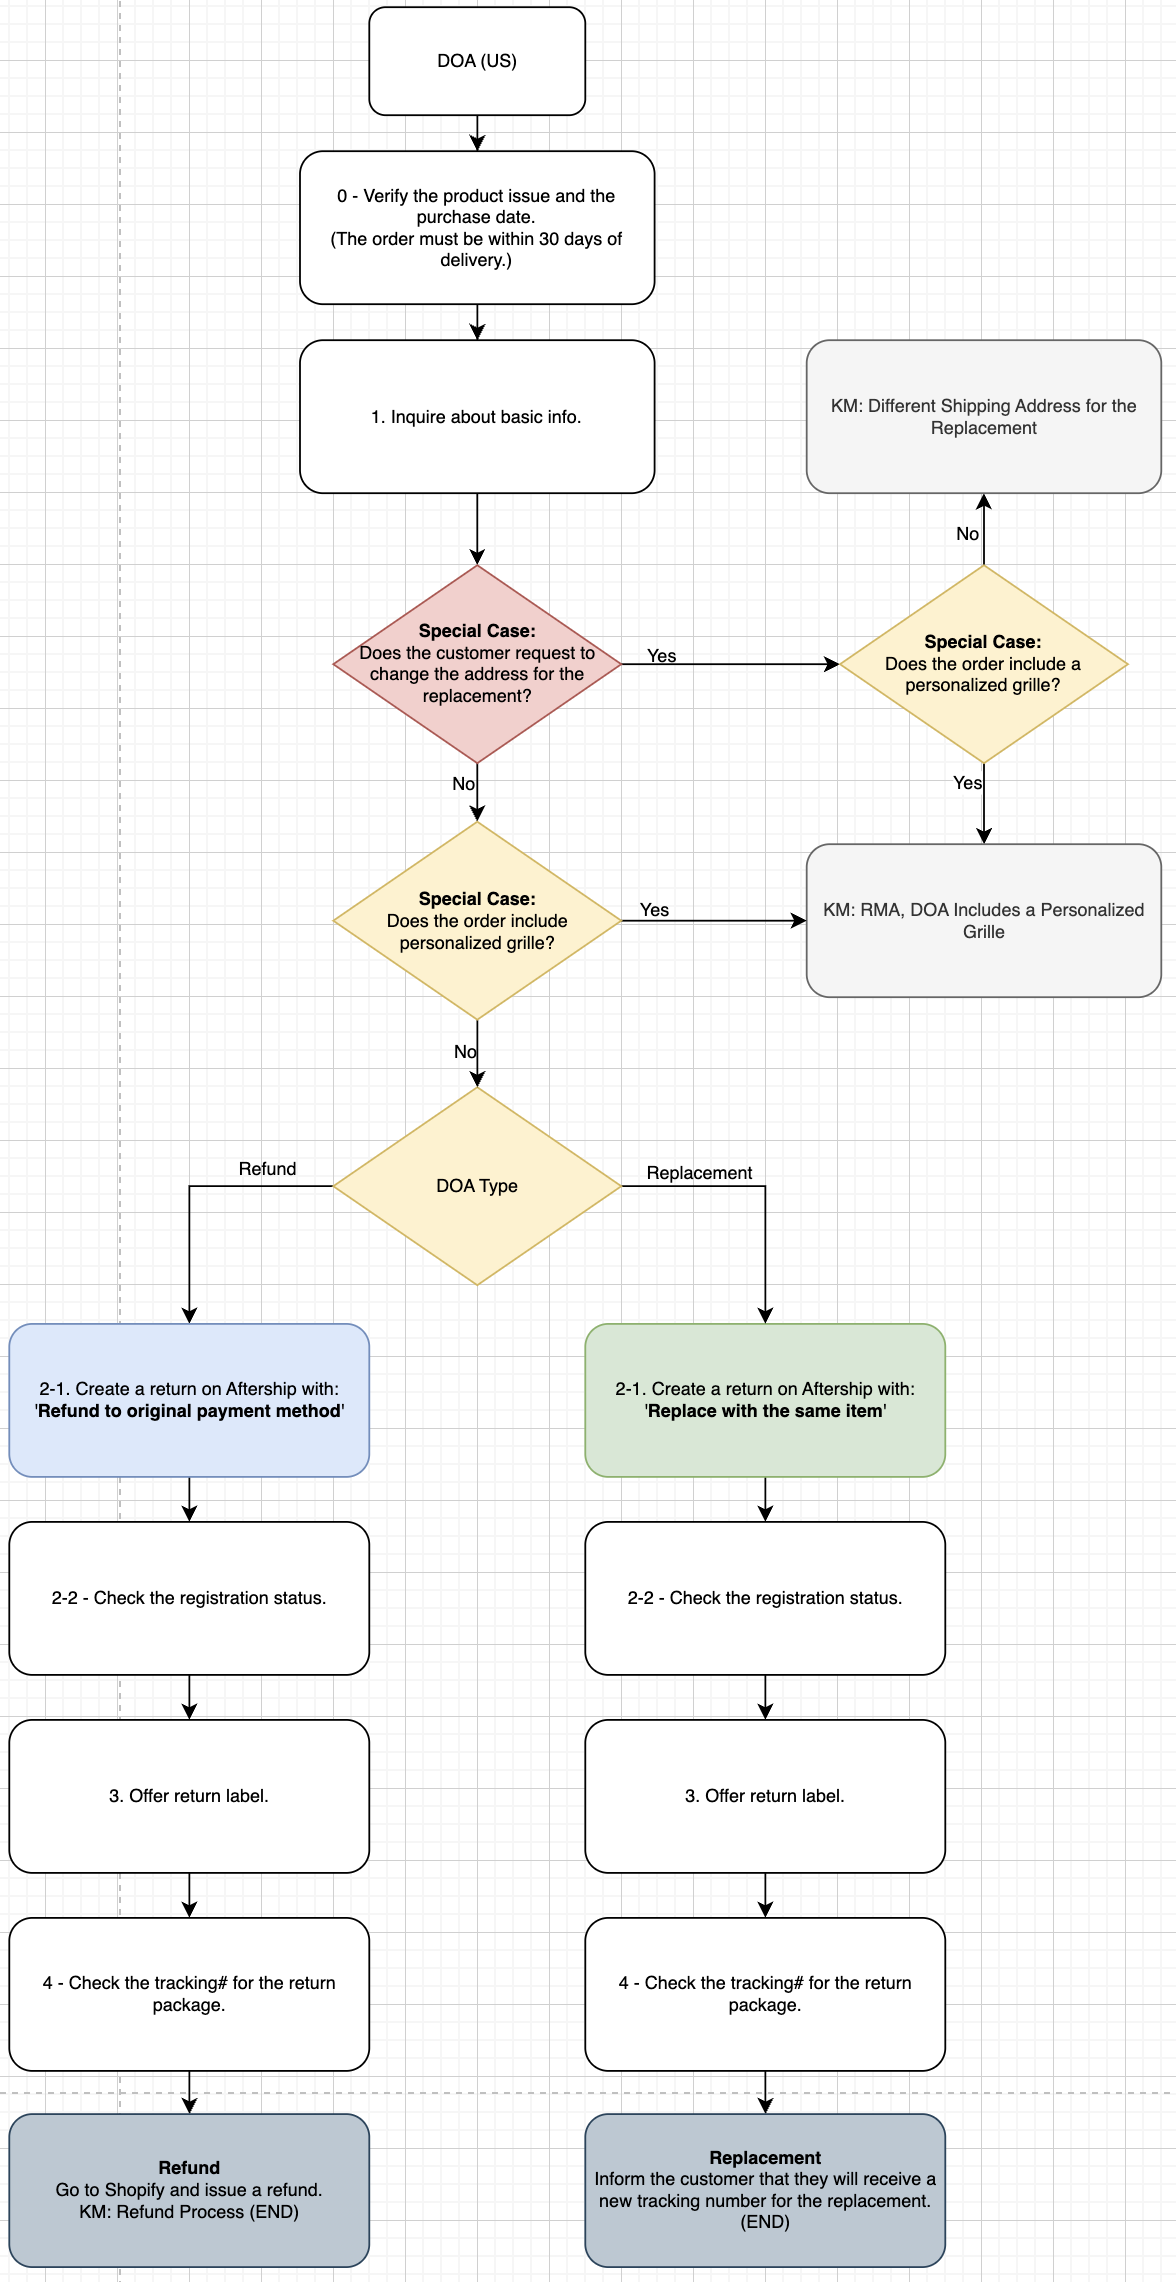 DOA (US)
0 - Verify the product issue and the
purchase date.
(The order must be within 30 days of
delivery.)
1. Inquire about basic info.
KM: Different Shipping Address for the
Replacement
No
Special Case:
Does the customer request to
change the address for the
replacement?
Yes
Special Case:
Does the order include a
personalized grille?
No
Yes
Special Case:
Does the order include
personalized grille?
Yes
KM: RMA, DOA Includes a Personalized
Grille
No
DOA Type
Refund
Replacement
2-1. Create a return on Aftership with:
'Refund to original payment method'
2-1. Create a return on Aftership with:
'Replace with the same item'
2-2 - Check the registration status.
2-2 - Check the registration status.
3. Offer return label.
3. Offer return label.
4 - Check the tracking# for the return
package.
4 - Check the tracking# for the return
package.
Refund
Go to Shopify and issue a refund.
KM: Refund Process (END)
Replacement
Inform the customer that they will receive a
new tracking number for the replacement.
(END)